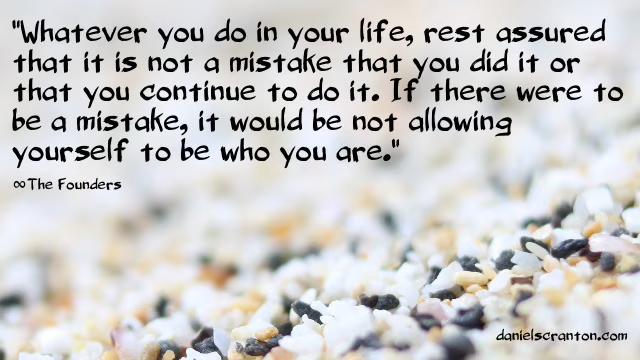 "Whatever you do in your life, rest assured
that it is not a mistake that you did it or
that you continue to do it. If there were to
be a mistake, it would be not allowing
yourself to be who you are."
∞The Founders
danielscranton.com